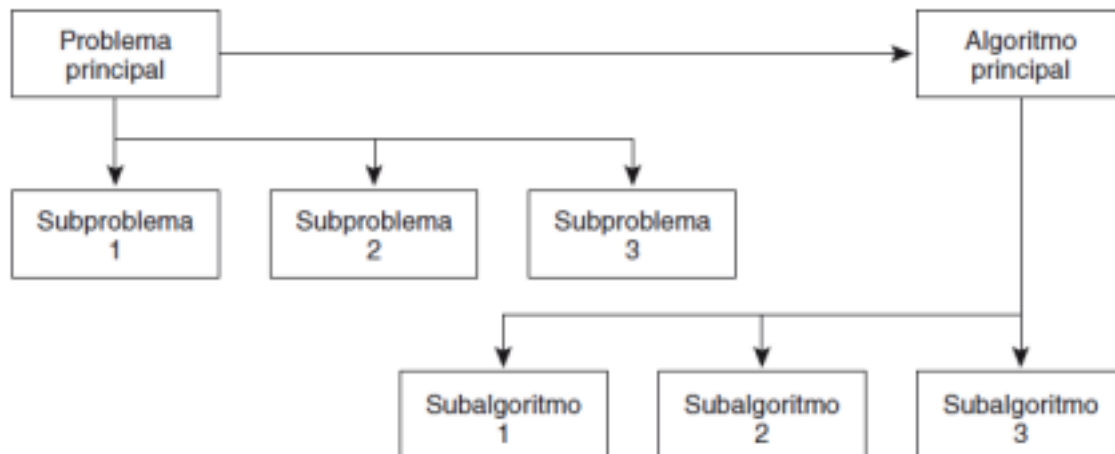 Problema
principal
Algoritmo
principal
Subproblema
1
Subproblema
2
Subproblema
3
Subalgoritmo
1
Subalgoritmo
2
Subalgoritmo
3